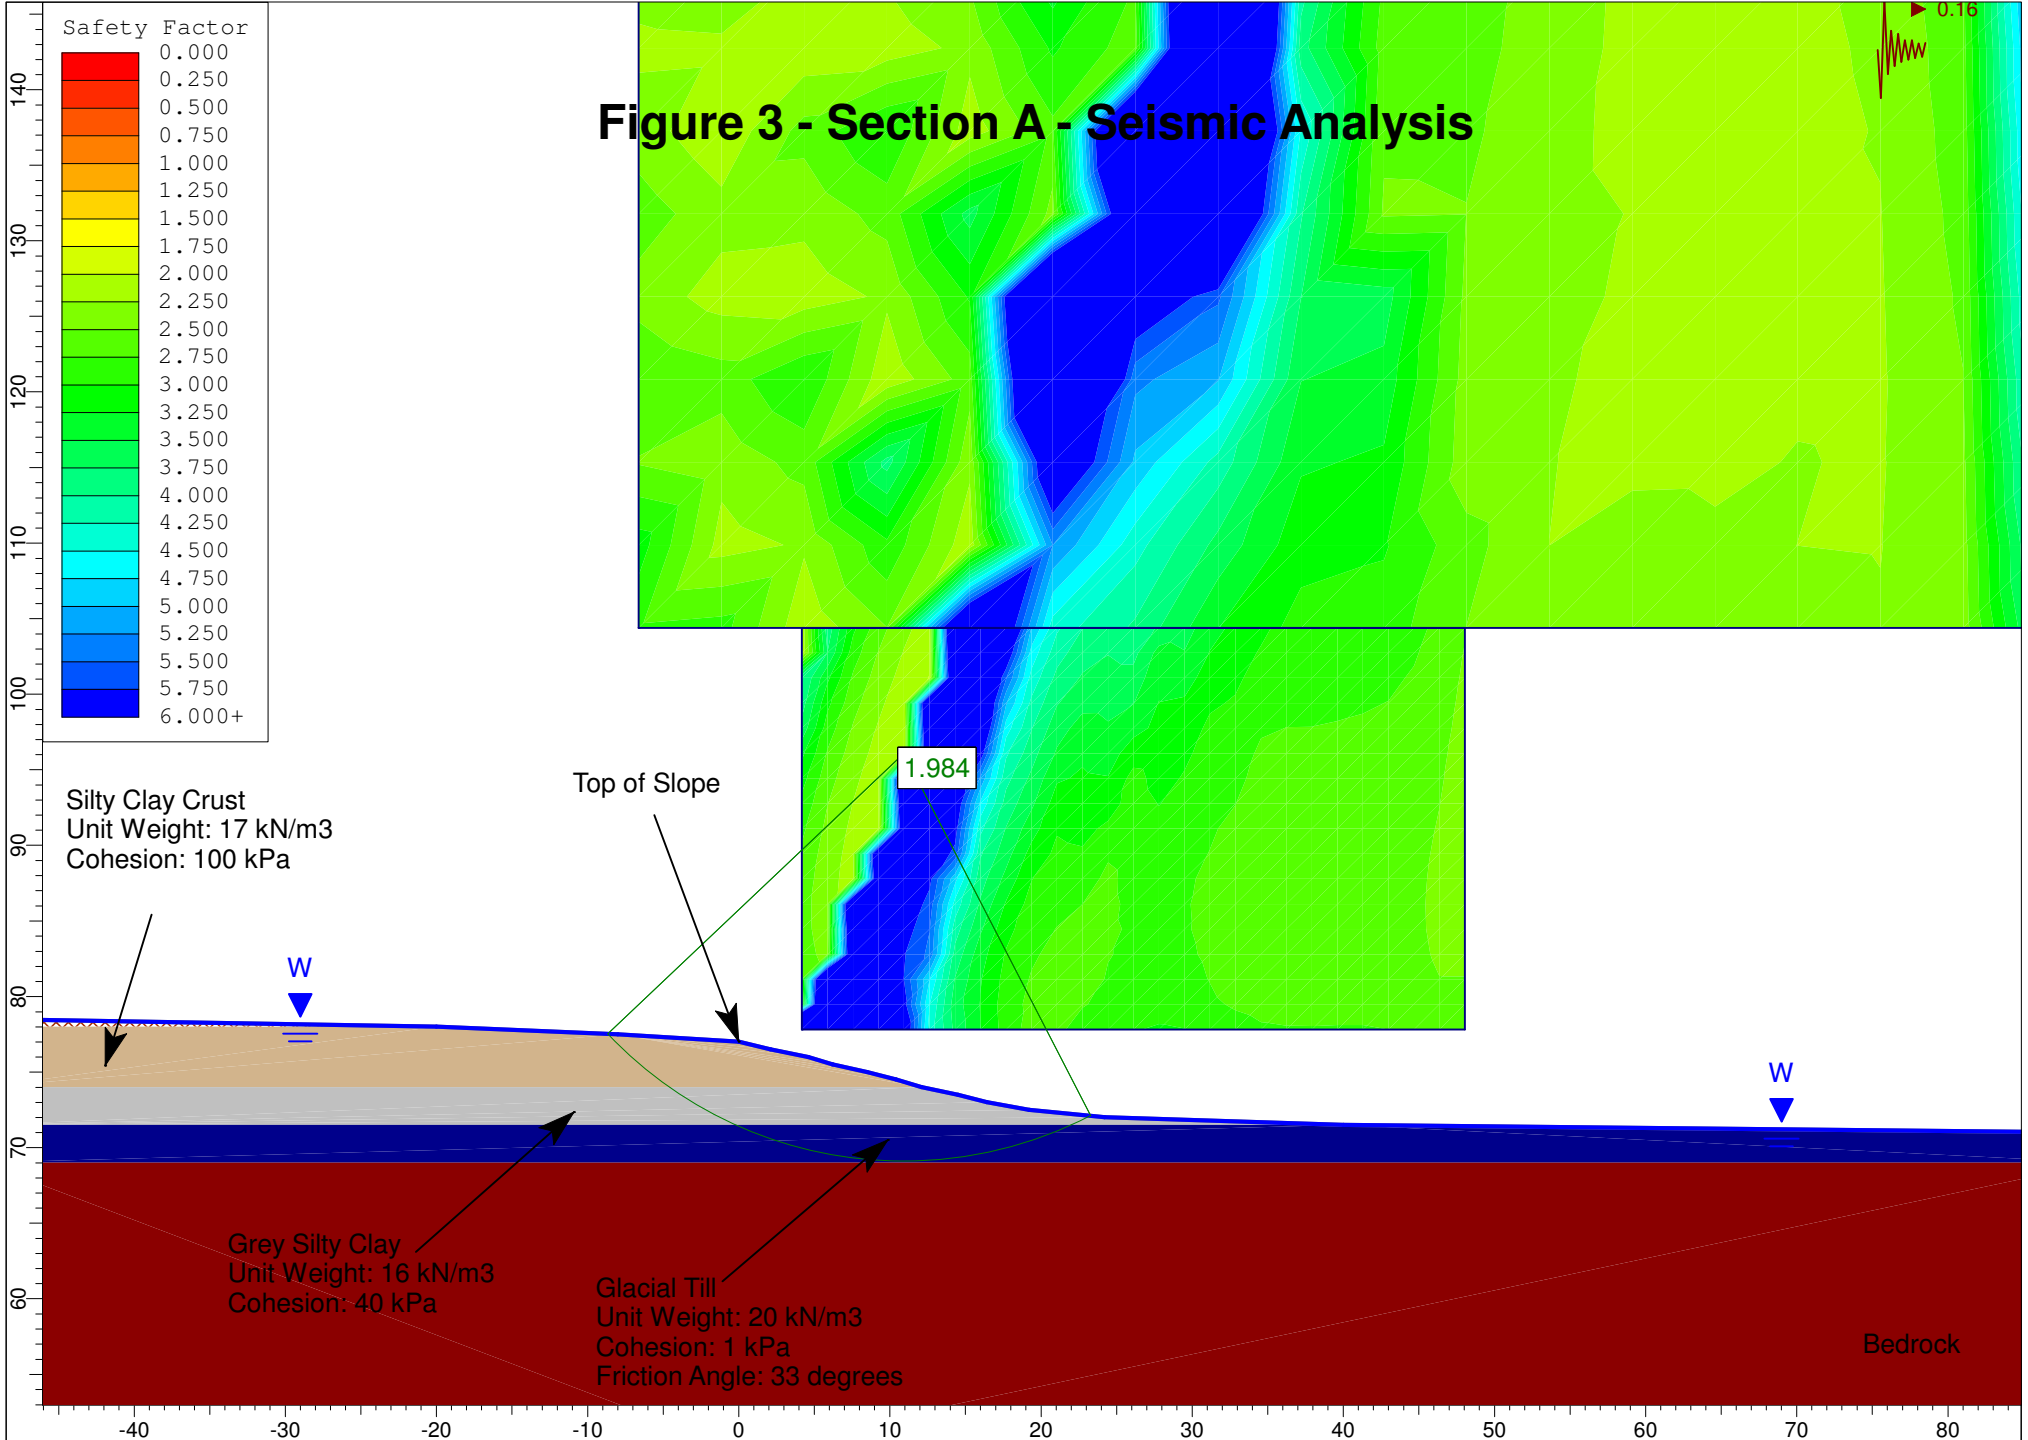 Safety Factor
0.000
0.250
0.500
0.750
1.000
1.250
1.500
1.750
2.000
2.250
2.500
2.750
3.000
3.250
3.500
3.750
4.000
4.250
4.500
4.750
5.000
5.250
5.500
5.750
6.000+
0.16
Figure 3 - Section A - Seismic Analysis
1.984
Top of Slope
Silty Clay Crust
Unit Weight: 17 kN/m3
Cohesion: 100 kPa
W
W
Grey Silty Clay
Unit Weight: 16 kN/m3
Cohesion: 40 kPa
Glacial Till
Unit Weight: 20 kN/m3
Cohesion: 1 kPa
Friction Angle: 33 degrees
Bedrock
140
130
120
110
100
90
80
70
60
-40 -30 -20 -10 0 10 20 30 40 50 60 70 80